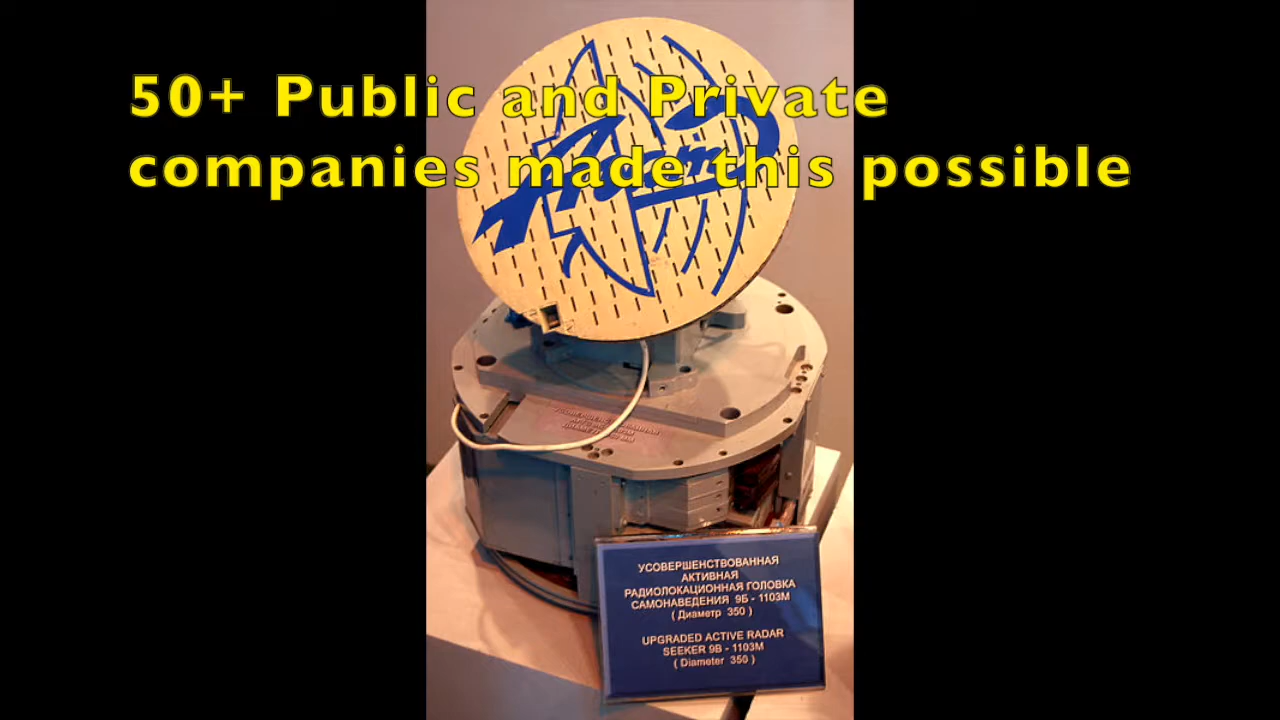 50+ Public and Private
companies made this possible
Agam
УСОВЕРШЕНСТВОВАННАЯ
АКТИВНАЯ
РАДИОЛОКАЦИОННАЯ ГОЛОВКА
САМОНАВЕДЕНИЯ 9Б - 1103М
( Диаметр 350 )
UPGRADED ACTIVE RADAR
SEEKER 9B - 1103M
( Diameter 350 )